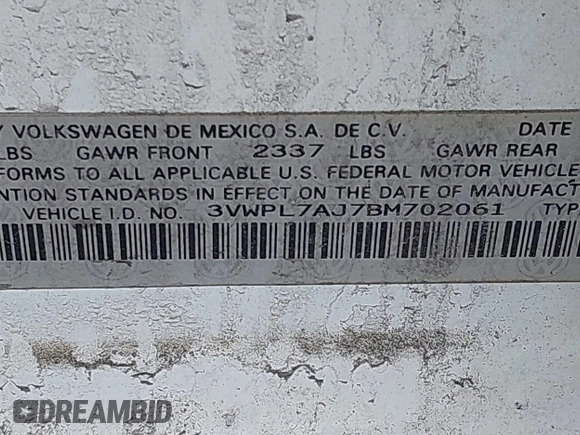 VOLKSWAGEN DE MEXICO S.A. DE C.V. DATE
LBS GAWR FRONT 2337 LBS GAWR REAR
FORMS TO ALL APPLICABLE U.S. FEDERAL MOTOR VEHICLE
NTION STANDARDS IN EFFECT ON THE DATE OF MANUFACT
VEHICLE I.D. NO. 3VWPL7AJ7BM702061 TYP
DREAMBID